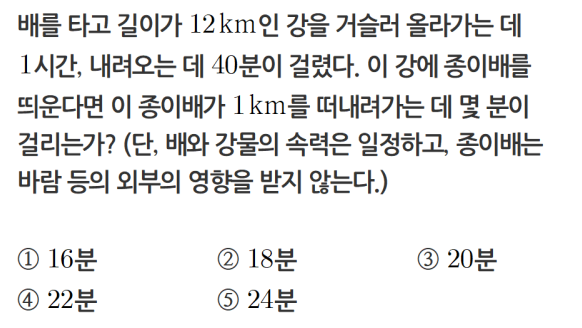 배를 타고 길이가 12km인 강을 거슬러 올라가는 데
1시간, 내려오는 데 40분이 걸렸다. 이 강에 종이배를
띄운다면 이 종이배가 1km를 떠내려가는 데 몇 분이
걸리는가? (단, 배와 강물의 속력은 일정하고, 종이배는
바람 등의 외부의 영향을 받지 않는다.)
① 16분 ② 18분 ③ 20분
④ 22분 ⑤ 24분